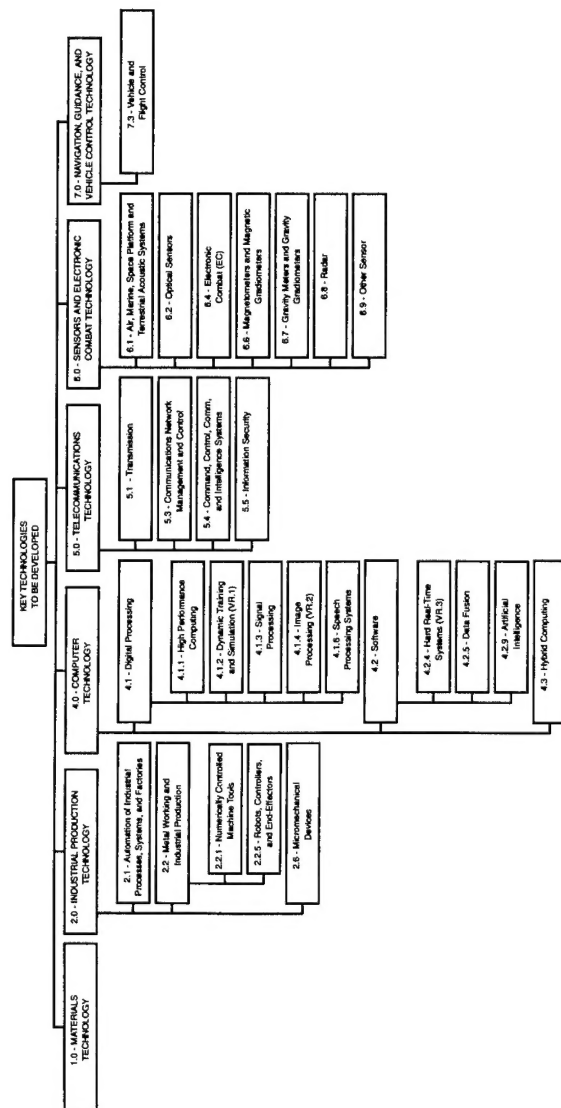 KEY TECHNOLOGIES
TO BE DEVELOPED
1.0 - MATERIALS
TECHNOLOGY
2.0 - INDUSTRIAL PRODUCTION
TECHNOLOGY
2.1 - Automation of Industrial
Processes, Systems, and Factories
2.2 - Metal Working and
Industrial Production
2.2.1 - Numerically Controlled
Machine Tools
2.2.5 - Robots, Controllers,
and End-Effectors
2.6 - Micromechanical
Devices
4.0 - COMPUTER
TECHNOLOGY
4.1 - Digital Processing
4.1.1 - High Performance
Computing
4.1.2 - Dynamic Training
and Simulation (VR.1)
4.1.3 - Signal
Processing
4.1.4 - Image
Processing (VR.2)
4.1.6 - Speech
Processing Systems
4.2 - Software
4.2.4 - Hard Real-Time
Systems (VR.3)
4.2.5 - Data Fusion
4.2.9 - Artificial
Intelligence
4.3 - Hybrid Computing
5.0 - TELECOMMUNICATIONS
TECHNOLOGY
5.1 - Transmission
5.3 - Communications Network
Management and Control
5.4 - Command, Control, Comm,
and Intelligence Systems
5.5 - Information Security
6.0 - SENSORS AND ELECTRONIC
COMBAT TECHNOLOGY
6.1 - Air, Marine, Space Platform and
Terrestrial Acoustic Systems
6.2 - Optical Sensors
6.4 - Electronic
Combat (EC)
6.6 - Magnetometers and Magnetic
Gradiometers
6.7 - Gravity Meters and Gravity
Gradiometers
6.8 - Radar
6.9 - Other Sensor
7.0 - NAVIGATION, GUIDANCE, AND
VEHICLE CONTROL TECHNOLOGY
7.3 - Vehicle and
Flight Control